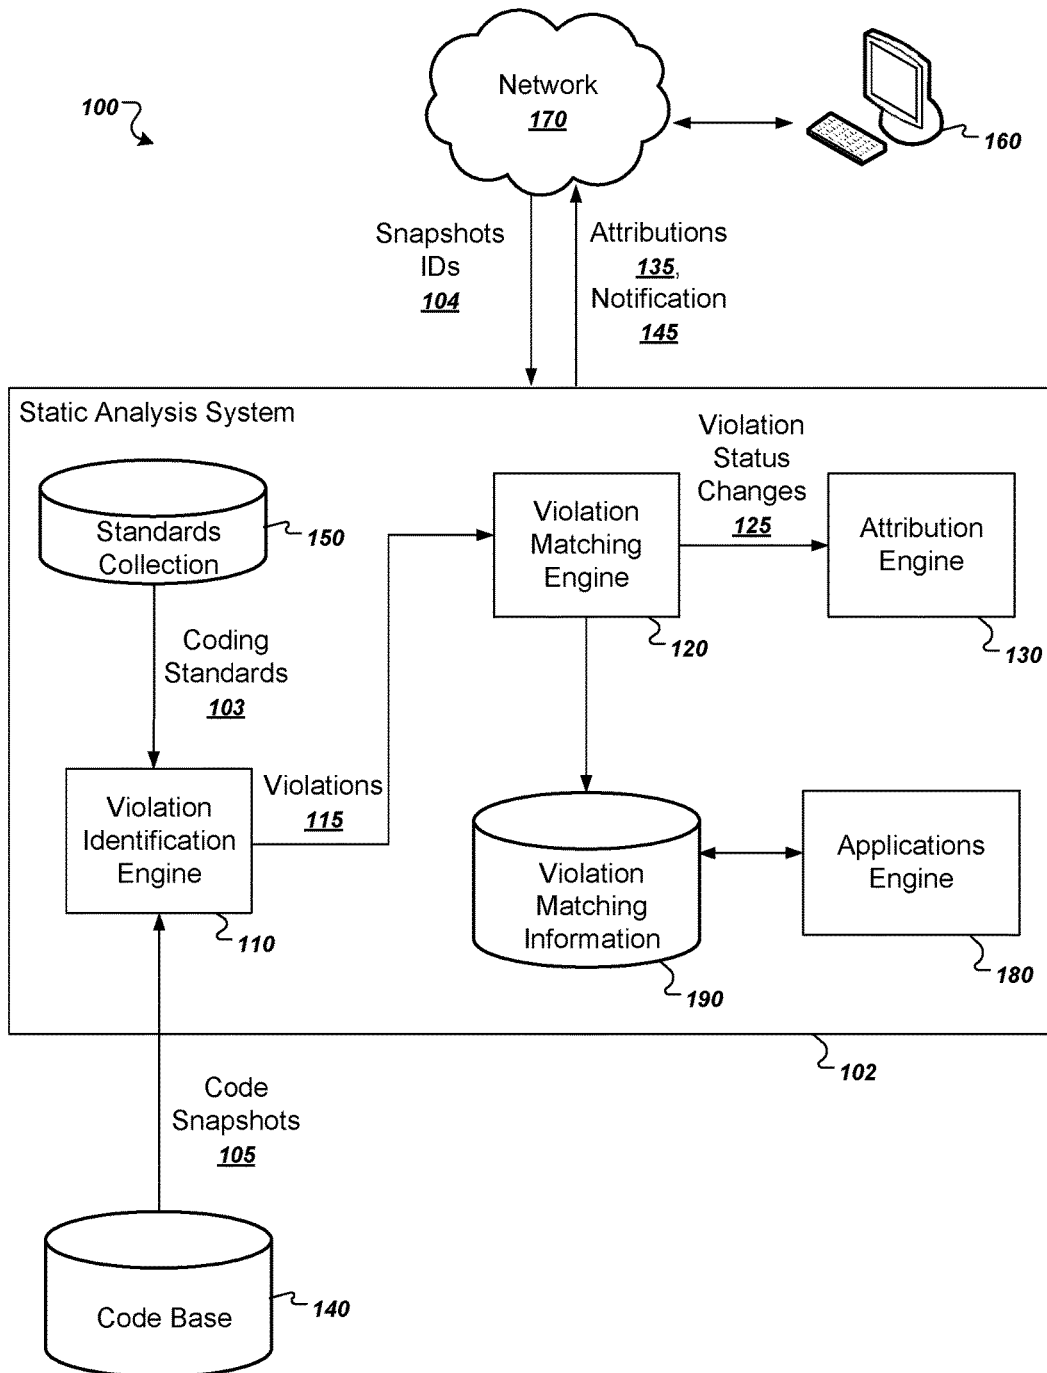 Network
170
100
160
Snapshots
IDs
104
Attributions
135,
Notification
145
Static Analysis System
Standards
Collection
150
Coding
Standards
103
Violation
Identification
Engine
110
Violations
115
Violation
Matching
Engine
120
Violation
Status
Changes
125
Attribution
Engine
130
Violation
Matching
Information
190
Applications
Engine
180
102
Code
Snapshots
105
Code Base
140